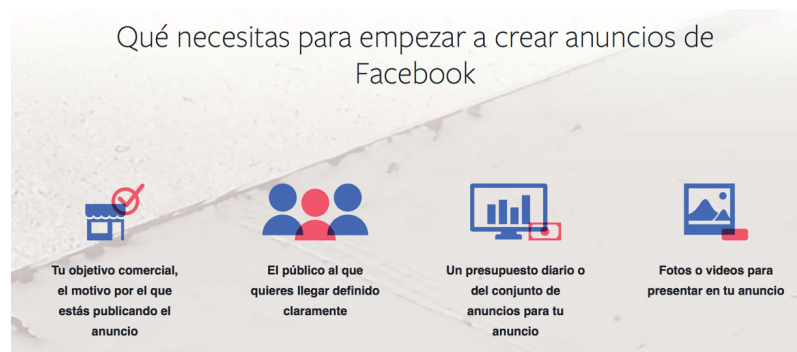 Qué necesitas para empezar a crear anuncios de
Facebook
Tu objetivo comercial,
el motivo por el que
estás publicando el
anuncio
El público al que
quieres llegar definido
claramente
Un presupuesto diario o
del conjunto de
anuncios para tu
anuncio
Fotos o videos para
presentar en tu anuncio